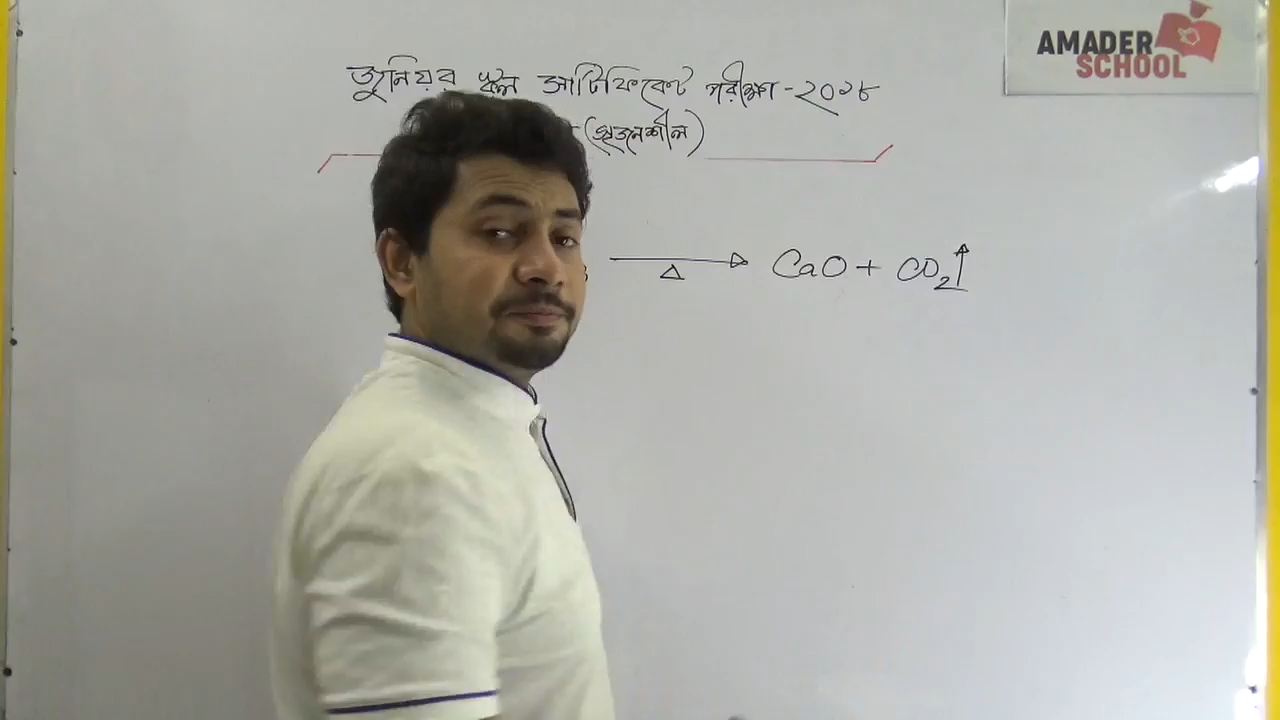 জুনিয়র স্কুল সার্টিফিকেট পরীক্ষা-২০১৮
(সৃজনশীল)
→ Δ CaO + CO₂↑
AMADER
SCHOOL